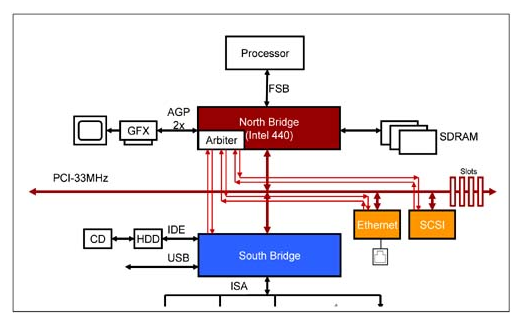 Processor
FSB
AGP
2x
North Bridge
(Intel 440)
GFX
Arbiter
SDRAM
PCI-33MHz
Slots
Ethernet
SCSI
CD
HDD
IDE
USB
South Bridge
ISA